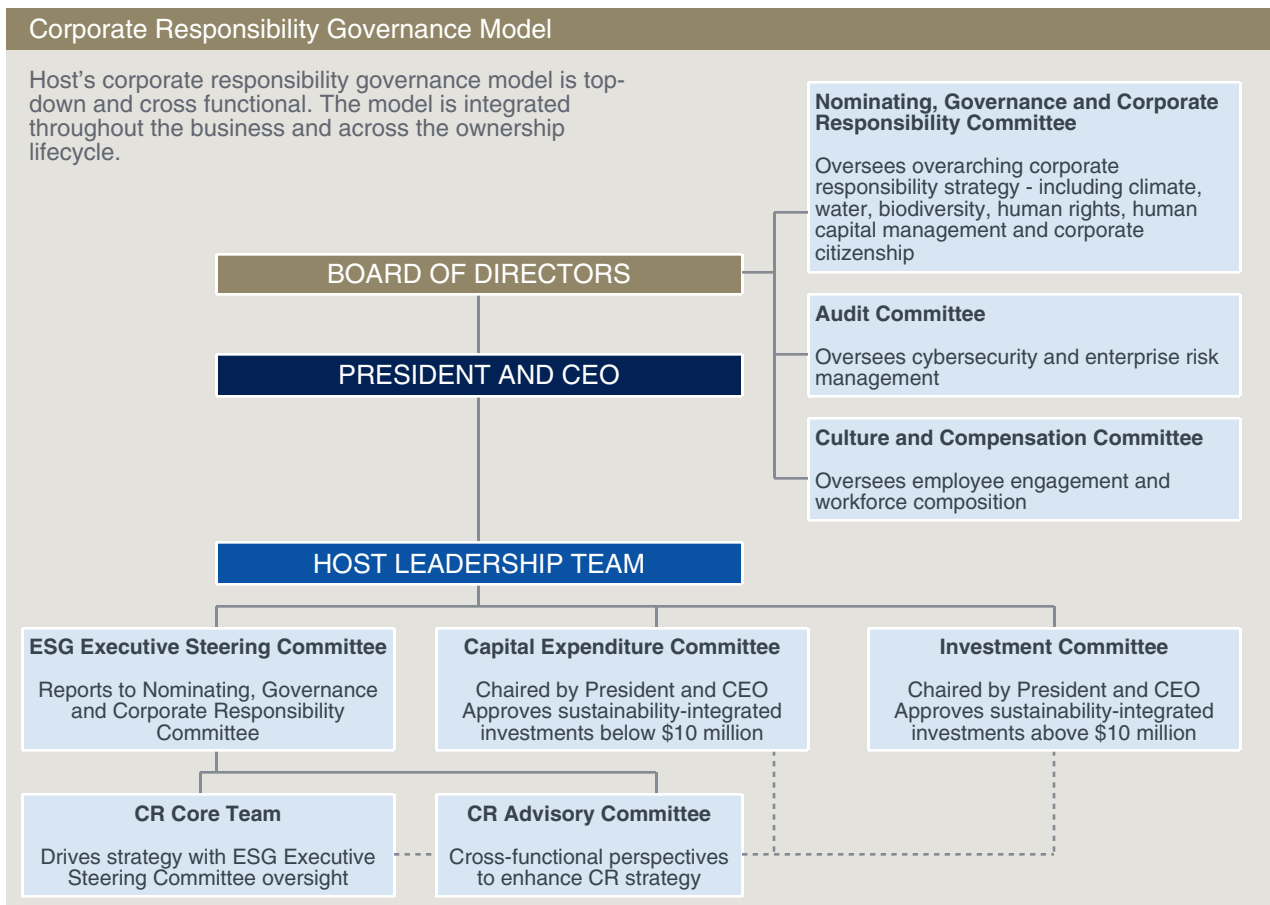 Corporate Responsibility Governance Model
Host's corporate responsibility governance model is top-
down and cross functional. The model is integrated
throughout the business and across the ownership
lifecycle.
Nominating, Governance and Corporate
Responsibility Committee
Oversees overarching corporate
responsibility strategy - including climate,
water, biodiversity, human rights, human
capital management and corporate
citizenship
BOARD OF DIRECTORS
Audit Committee
Oversees cybersecurity and enterprise risk
management
PRESIDENT AND CEO
Culture and Compensation Committee
Oversees employee engagement and
workforce composition
HOST LEADERSHIP TEAM
ESG Executive Steering Committee
Reports to Nominating, Governance
and Corporate Responsibility
Committee
Capital Expenditure Committee
Chaired by President and CEO
Approves sustainability-integrated
investments below $10 million
Investment Committee
Chaired by President and CEO
Approves sustainability-integrated
investments above $10 million
CR Core Team
Drives strategy with ESG Executive
Steering Committee oversight
CR Advisory Committee
Cross-functional perspectives
to enhance CR strategy